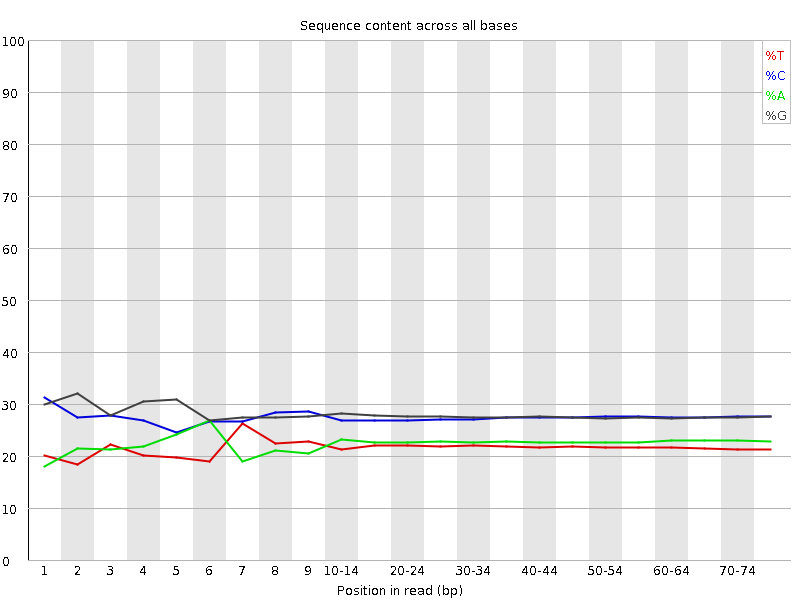 Sequence content across all bases
100
90
80
70
60
50
40
30
20
10
0
%T
%C
%A
%G
1 2 3 4 5 6 7 8 9 10-14 20-24 30-34 40-44 50-54 60-64 70-74
Position in read (bp)